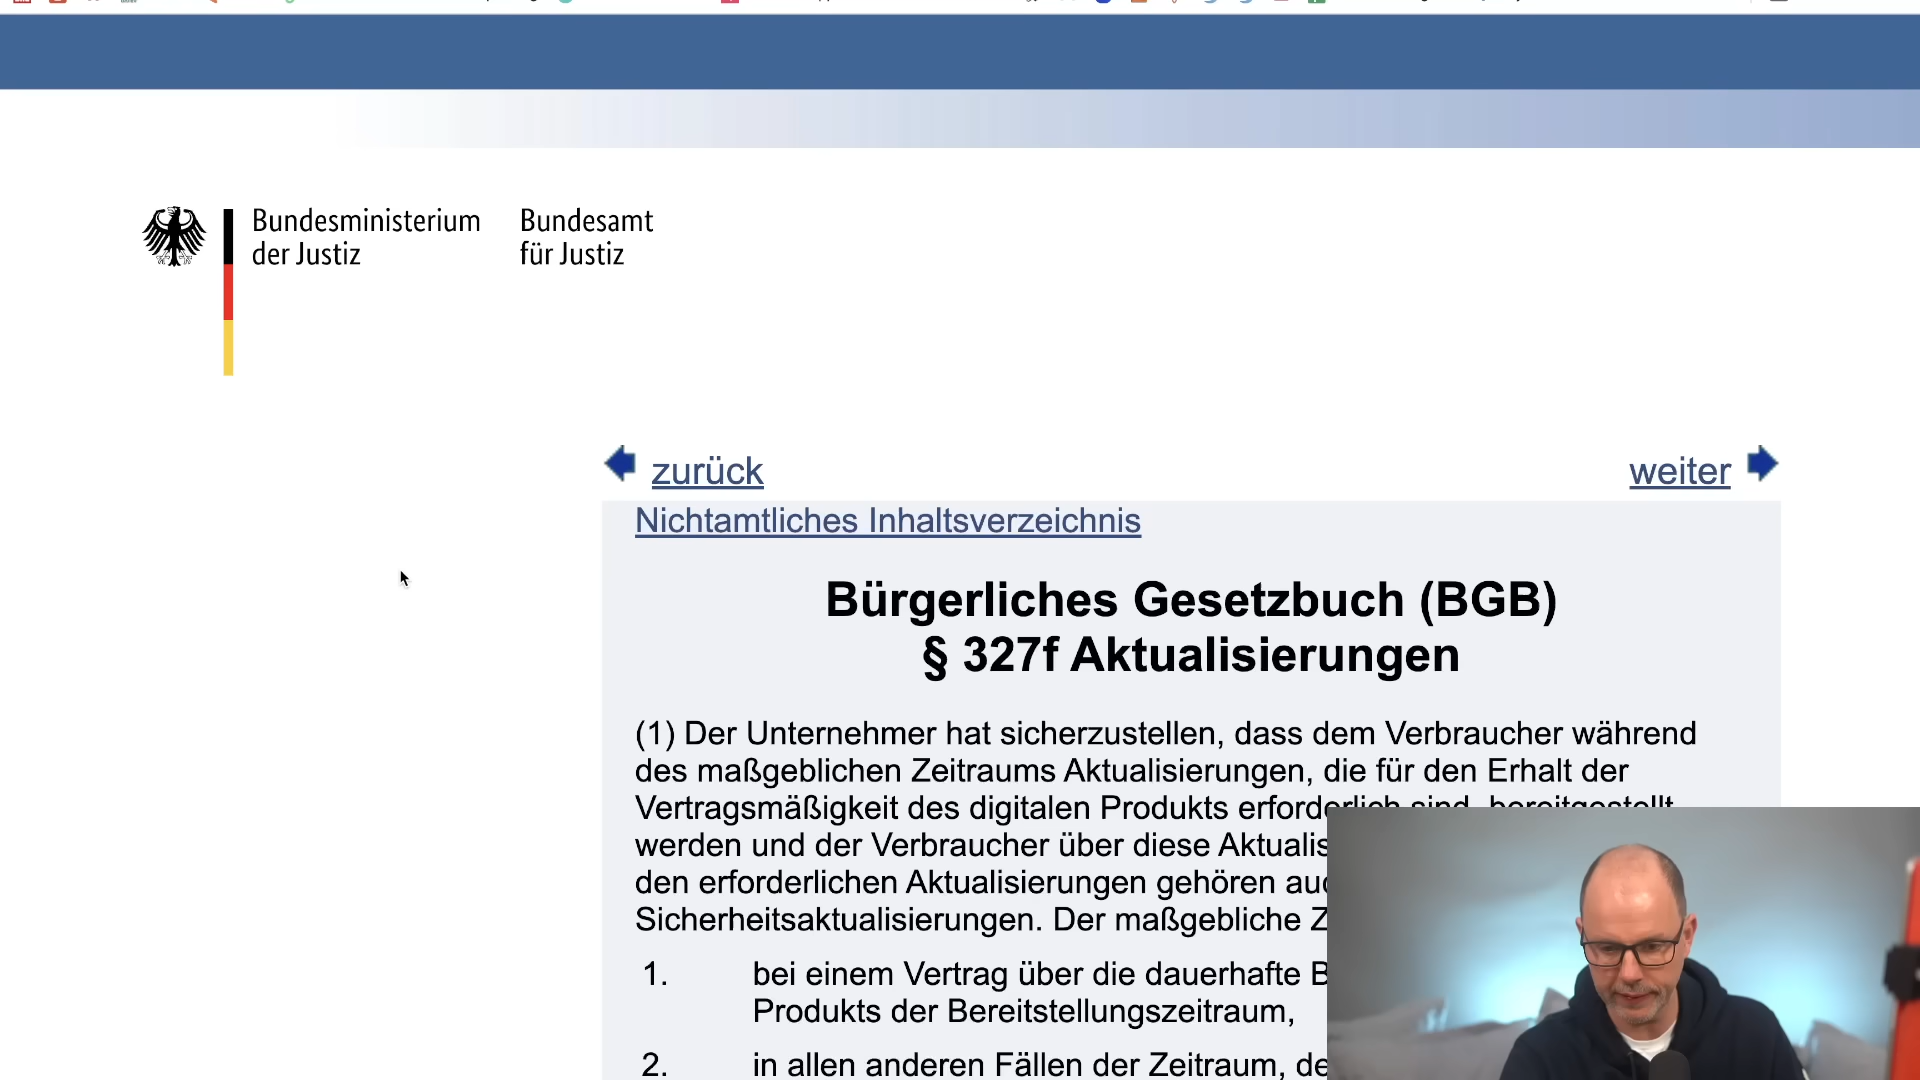 Bundesministerium
der Justiz
Bundesamt
für Justiz
zurück
weiter
Nichtamtliches Inhaltsverzeichnis
Bürgerliches Gesetzbuch (BGB)
§ 327f Aktualisierungen
(1) Der Unternehmer hat sicherzustellen, dass dem Verbraucher während
des maßgeblichen Zeitraums Aktualisierungen, die für den Erhalt der
Vertragsmäßigkeit des digitalen Produkts erforderlich sind, bereitgestellt
werden und der Verbraucher über diese
den erforderlichen Aktualisierungen gehören
Sicherheitsaktualisierungen. Der maßgebliche
1. bei einem Vertrag über die dauerhafte
Produkts der Bereitstellungszeitraum,
2. in allen anderen Fällen der Zeitraum,